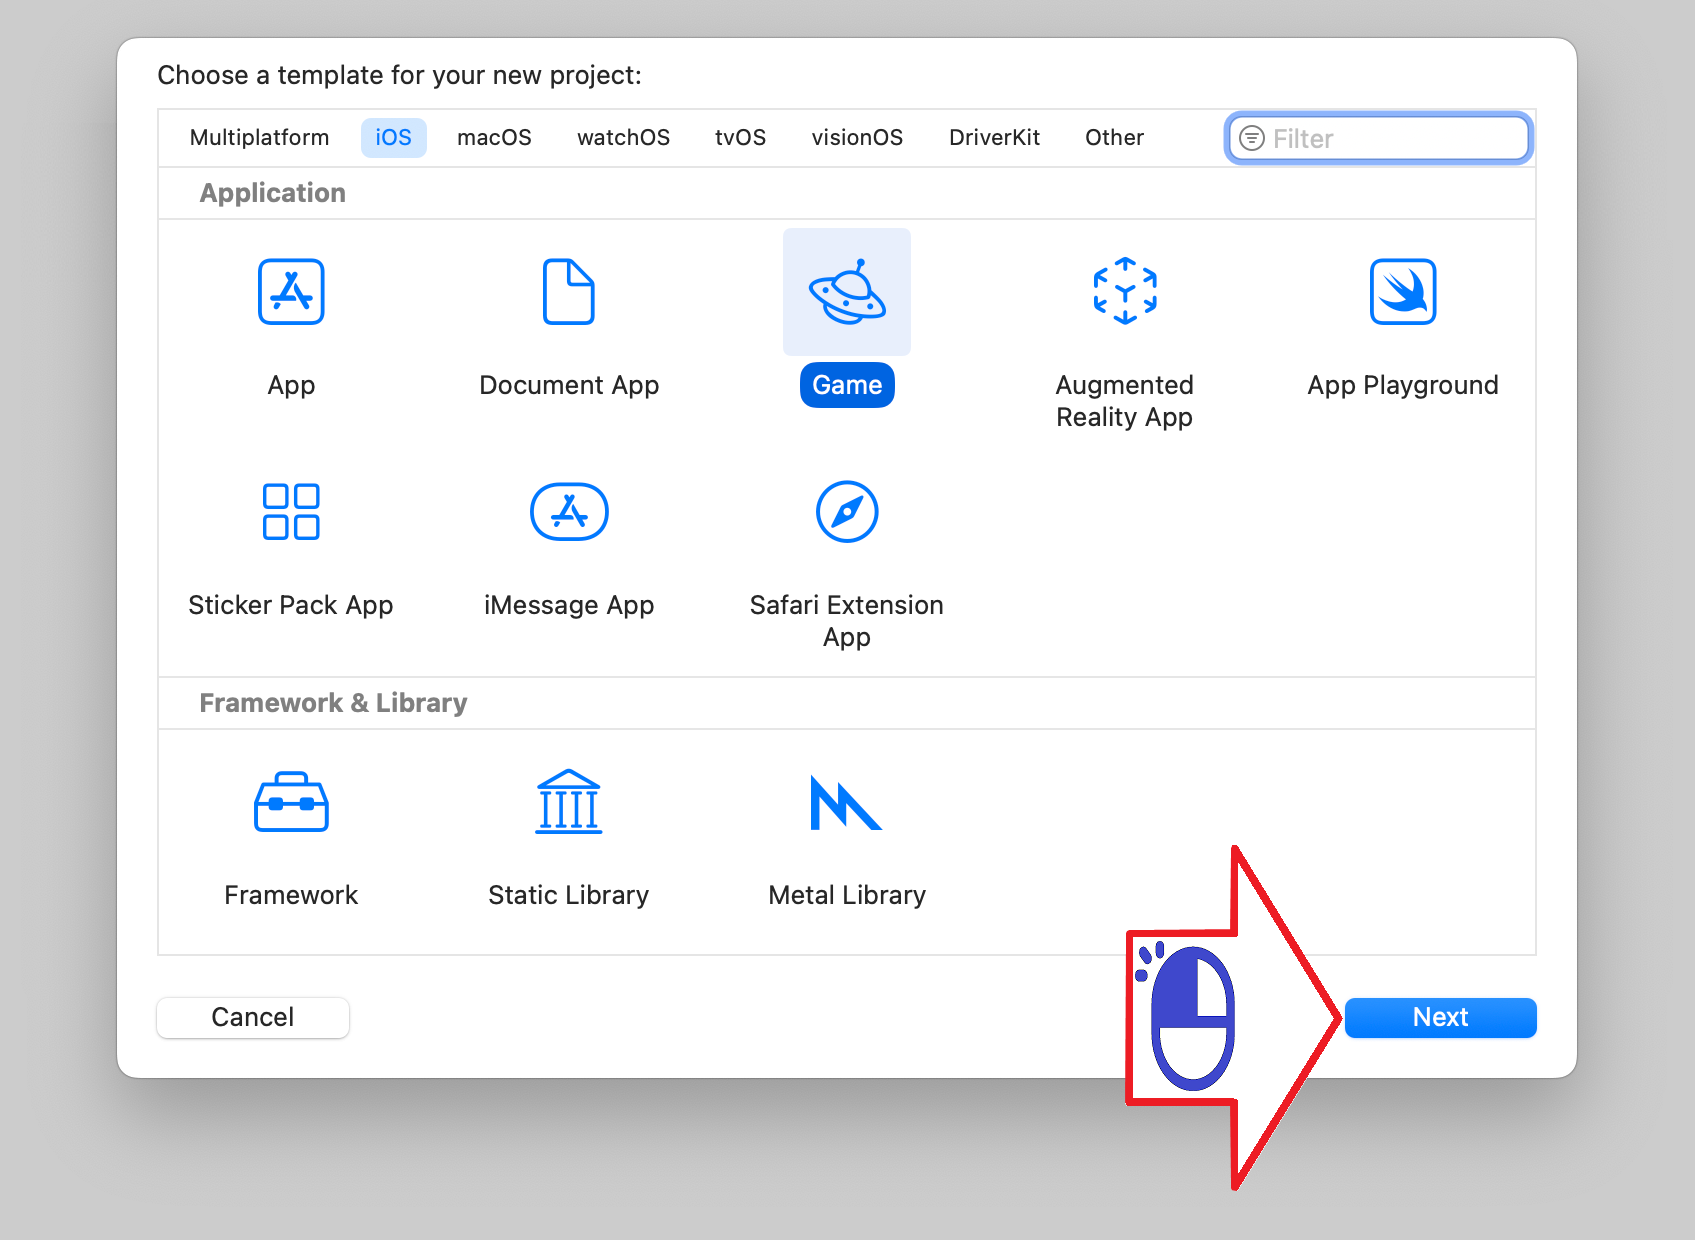 Choose a template for your new project:
Multiplatform iOS macOS watchOS tvOS visionOS DriverKit Other Filter
Application
App Document App Game Augmented Reality App App Playground
Sticker Pack App iMessage App Safari Extension App
Framework & Library
Framework Static Library Metal Library
Cancel Next